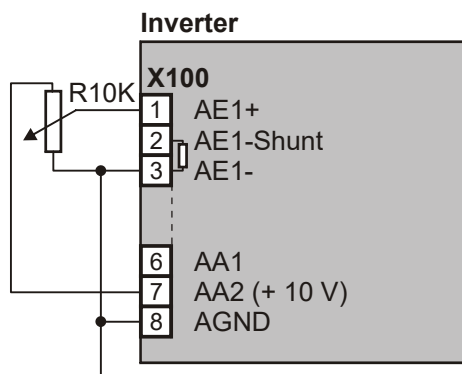 Inverter
X100
R10K
1 AE1+
2 AE1-Shunt
3 AE1-
6 AA1
7 AA2 (+ 10 V)
8 AGND